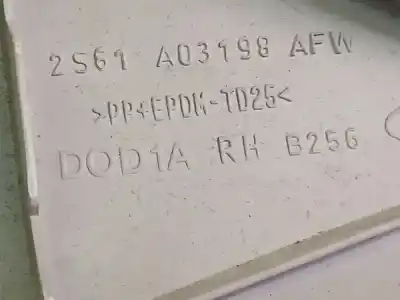 2S61 A03198 AFW
>PP+EPDM-TD25<
DOD1A RH B256